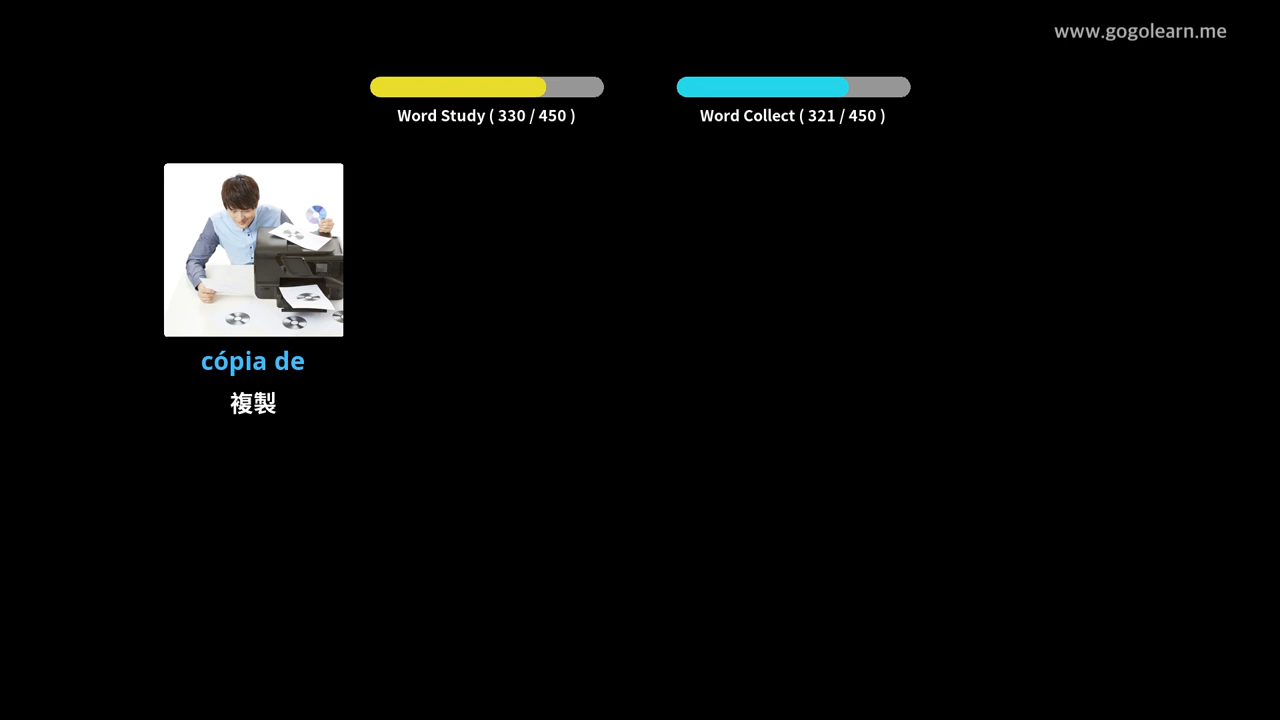 www.gogolearn.me
Word Study ( 330 / 450 )
Word Collect ( 321 / 450 )
cópia de
複製